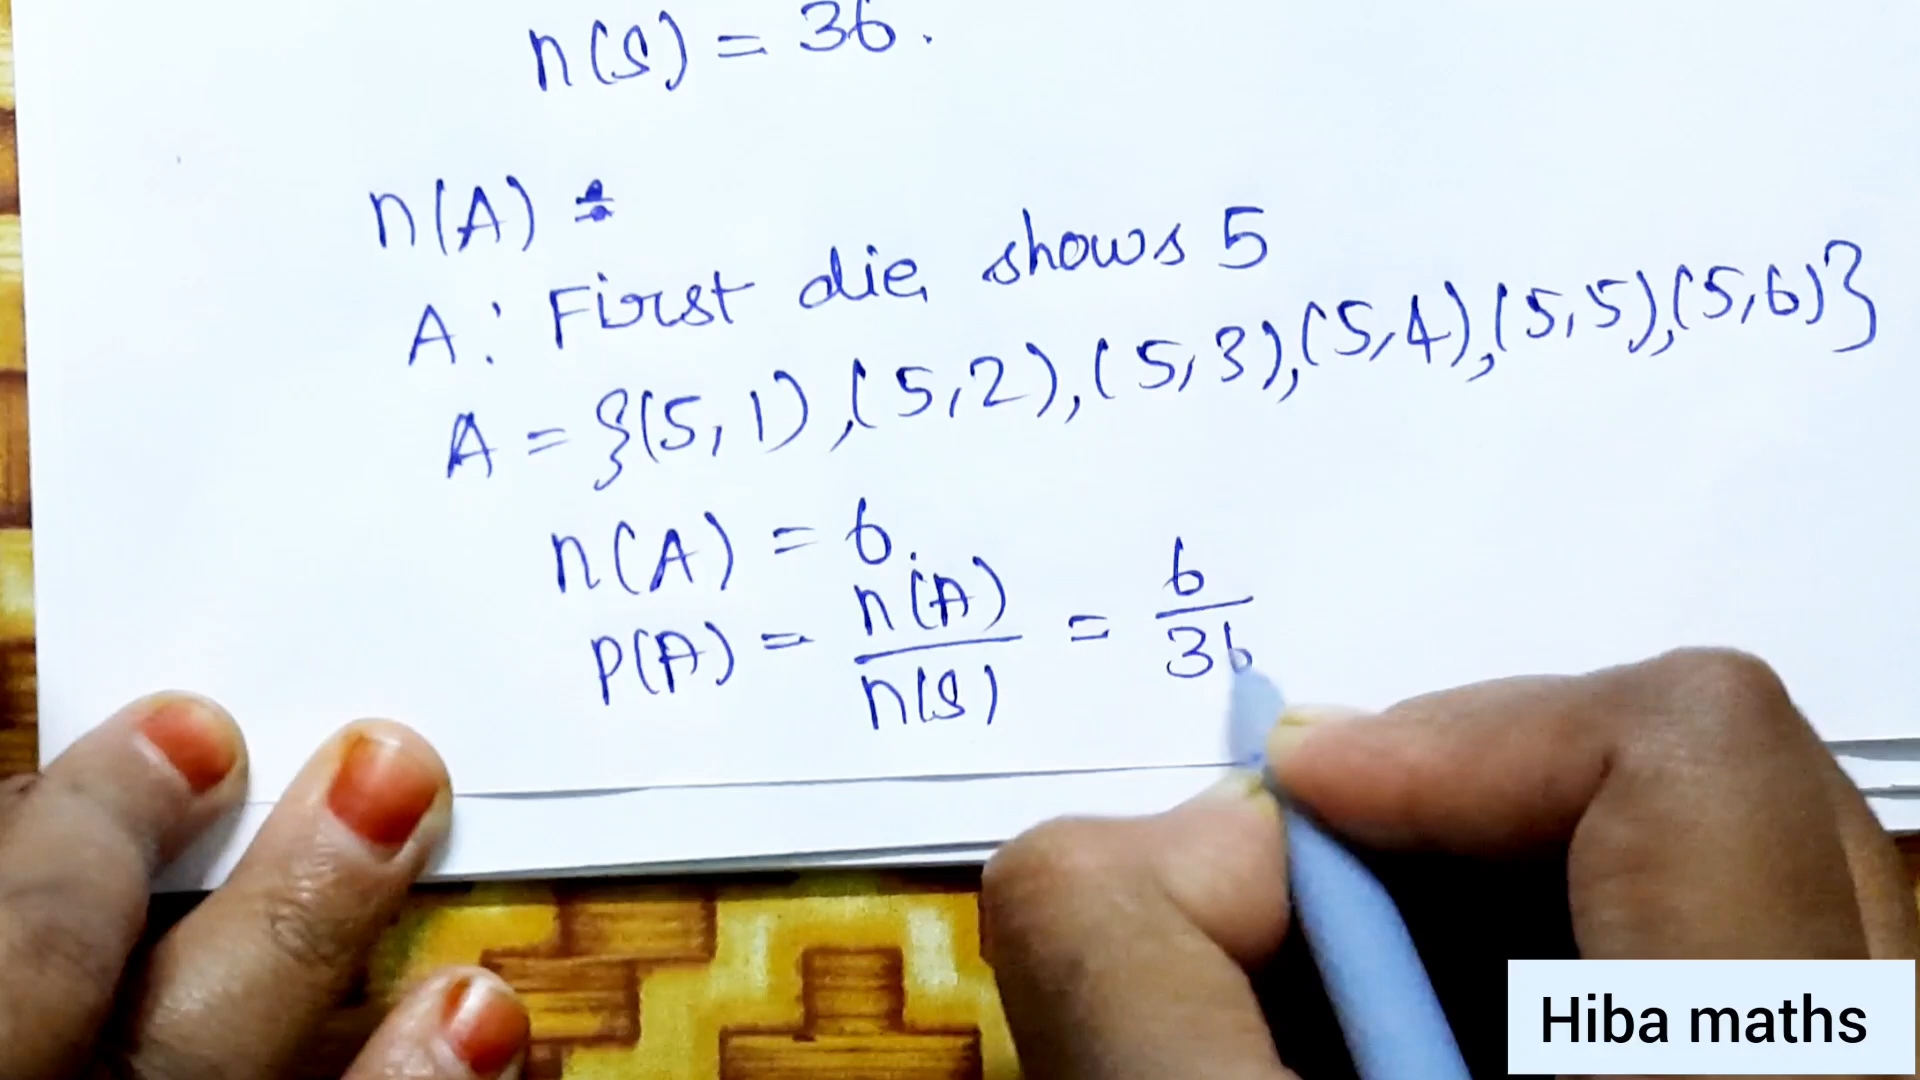 n(S) = 36.
n(A) =
A : First die shows 5
A = {(5,1),(5,2),(5,3),(5,4),(5,5),(5,6)}
n(A) = 6.
P(A) = n(A)/n(S) = 6/36
Hiba maths